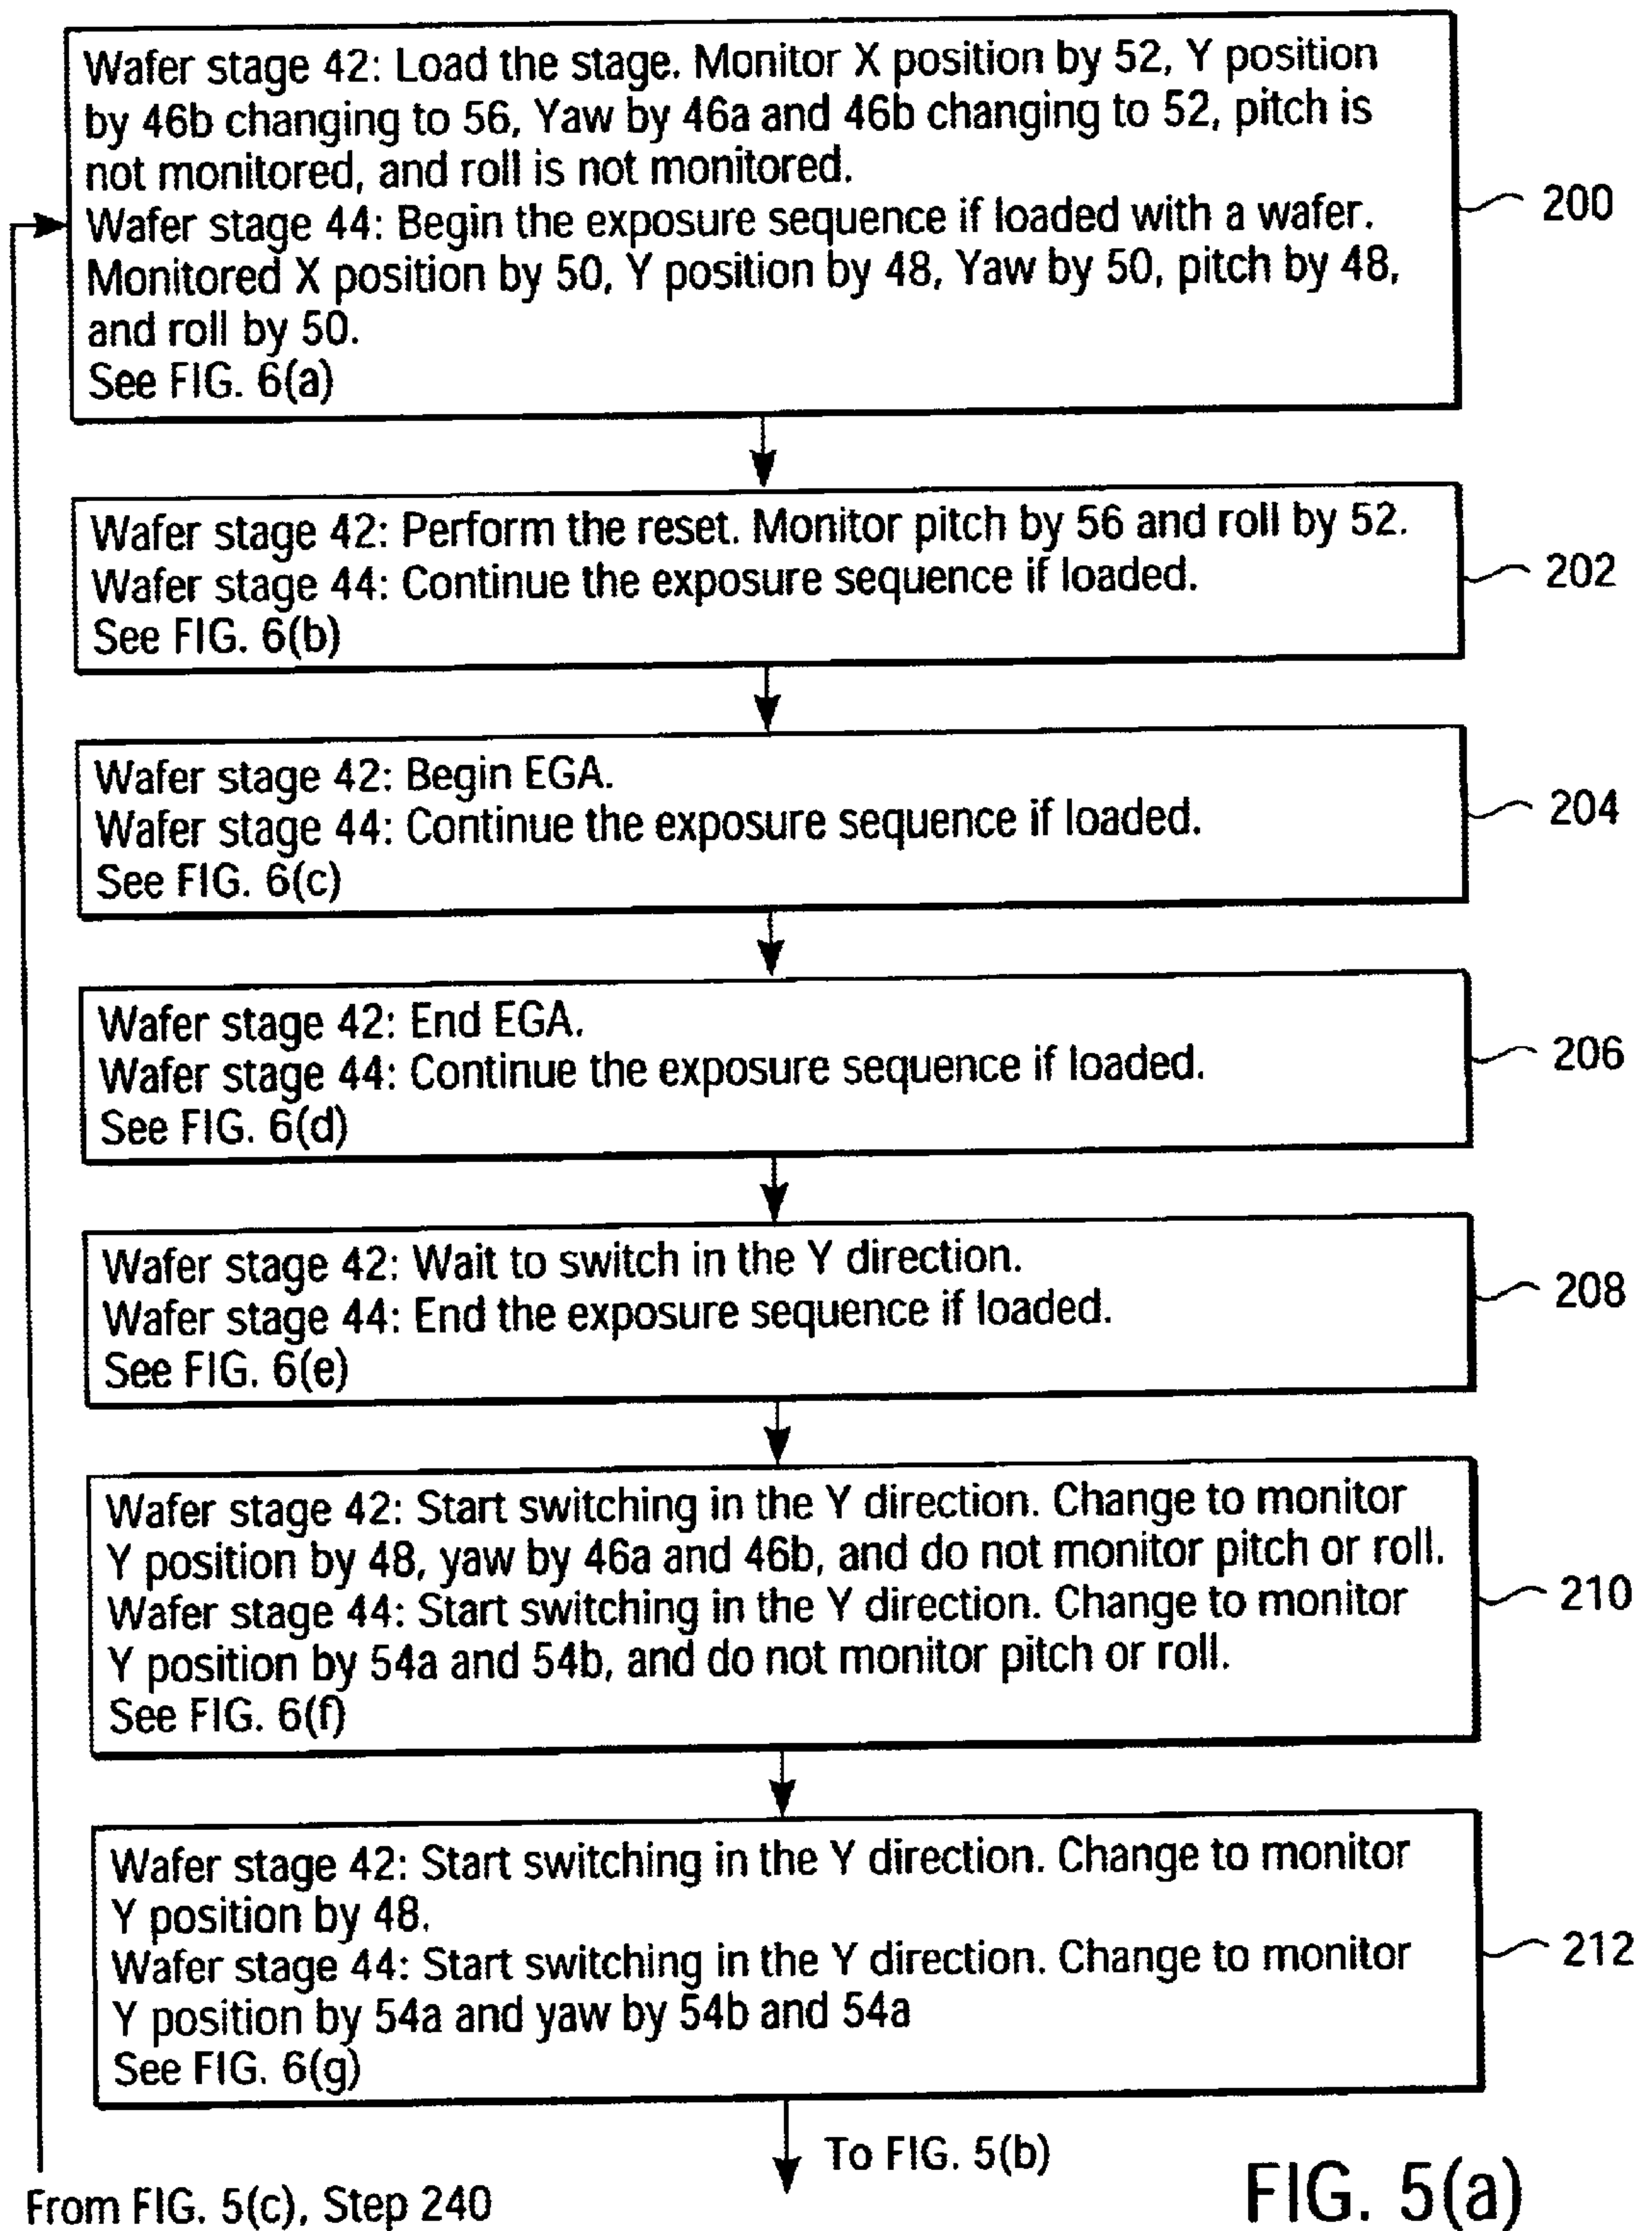 Wafer stage 42: Load the stage. Monitor X position by 52, Y position
by 46b changing to 56, Yaw by 46a and 46b changing to 52, pitch is
not monitored, and roll is not monitored.
Wafer stage 44: Begin the exposure sequence if loaded with a wafer.
Monitored X position by 50, Y position by 48, Yaw by 50, pitch by 48,
and roll by 50.
See FIG. 6(a)
200
Wafer stage 42: Perform the reset. Monitor pitch by 56 and roll by 52.
Wafer stage 44: Continue the exposure sequence if loaded.
See FIG. 6(b)
202
Wafer stage 42: Begin EGA.
Wafer stage 44: Continue the exposure sequence if loaded.
See FIG. 6(c)
204
Wafer stage 42: End EGA.
Wafer stage 44: Continue the exposure sequence if loaded.
See FIG. 6(d)
206
Wafer stage 42: Wait to switch in the Y direction.
Wafer stage 44: End the exposure sequence if loaded.
See FIG. 6(e)
208
Wafer stage 42: Start switching in the Y direction. Change to monitor
Y position by 48, yaw by 46a and 46b, and do not monitor pitch or roll.
Wafer stage 44: Start switching in the Y direction. Change to monitor
Y position by 54a and 54b, and do not monitor pitch or roll.
See FIG. 6(f)
210
Wafer stage 42: Start switching in the Y direction. Change to monitor
Y position by 48.
Wafer stage 44: Start switching in the Y direction. Change to monitor
Y position by 54a and yaw by 54b and 54a
See FIG. 6(g)
212
To FIG. 5(b)
From FIG. 5(c), Step 240
FIG. 5(a)